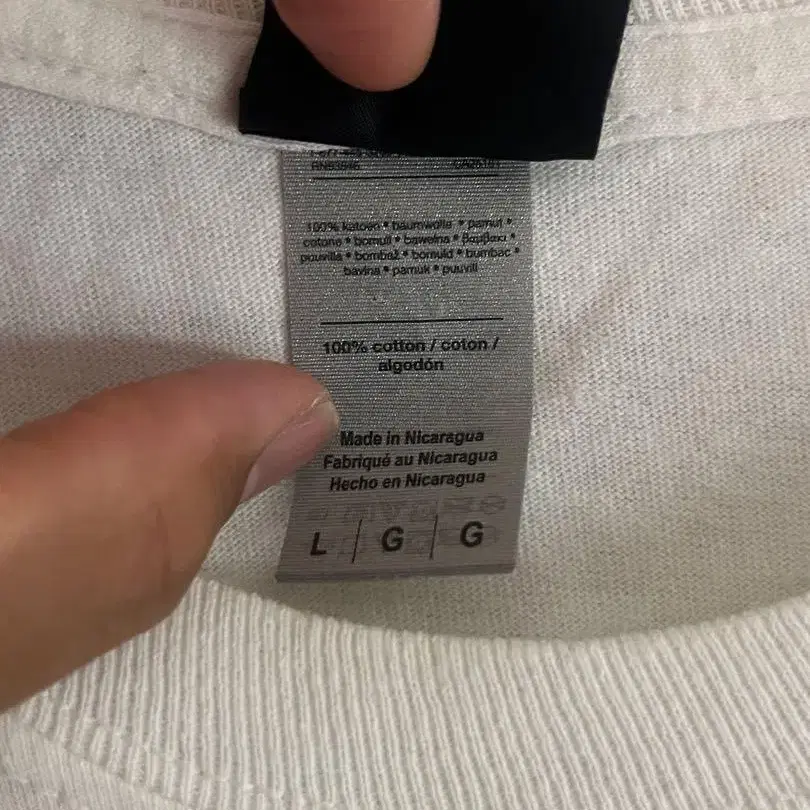 100% katoen • baumwolle • pamut •
cotone • bomull • bawełna • βαμβάκι •
puuvilla • bombaž • bomuld • bumbac •
bavlna • pamuk • puuvill
100% cotton / coton /
algodón
Made in Nicaragua
Fabriqué au Nicaragua
Hecho en Nicaragua
L | G | G